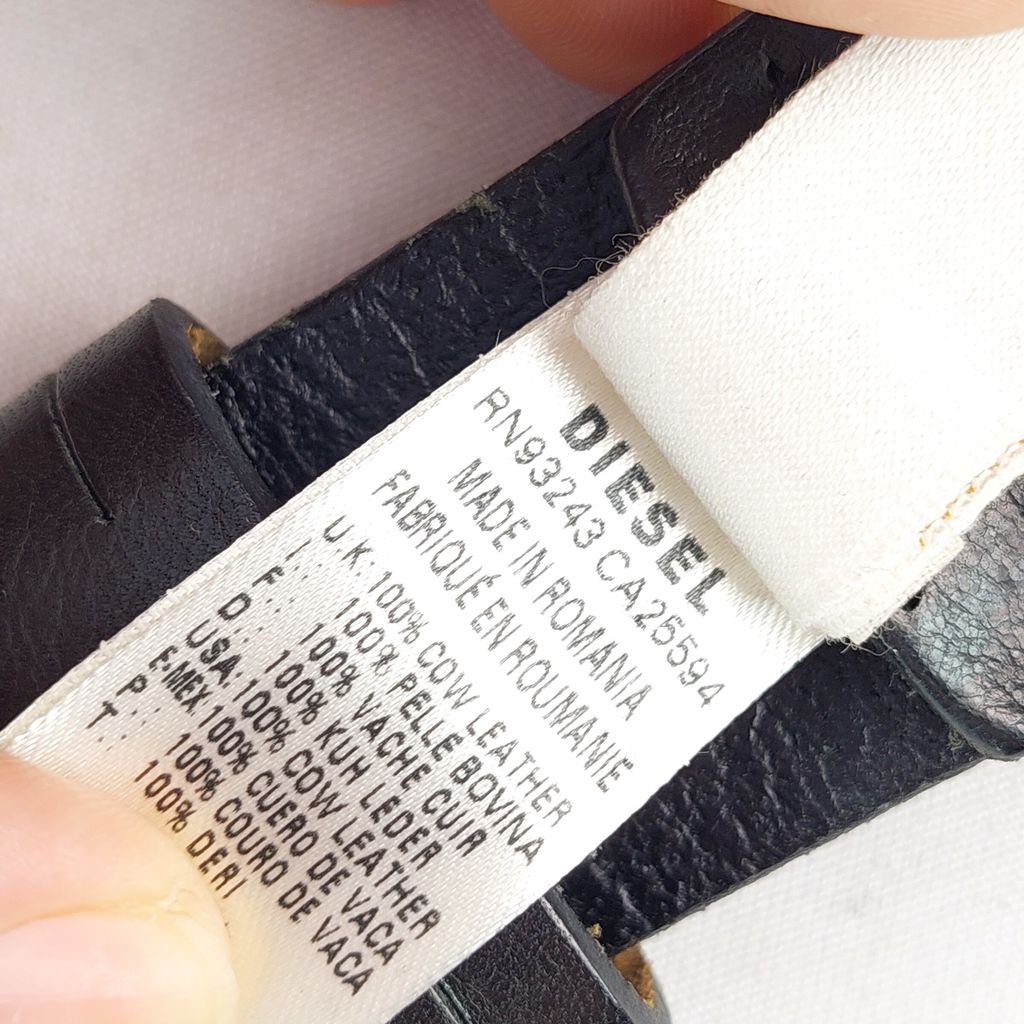 DIESEL
RN93243 CA25594
MADE IN ROMANIA
FABRIQUÉ EN ROUMANIE
U.K.: 100% COW LEATHER
I.: 100% PELLE BOVINA
F.: 100% VACHE CUIR
D.: 100% KUH LEDER
USA: 100% COW LEATHER
E-MEX 100% CUERO DE VACA
P.: 100% COURO DE VACA
T.: 100% DERI